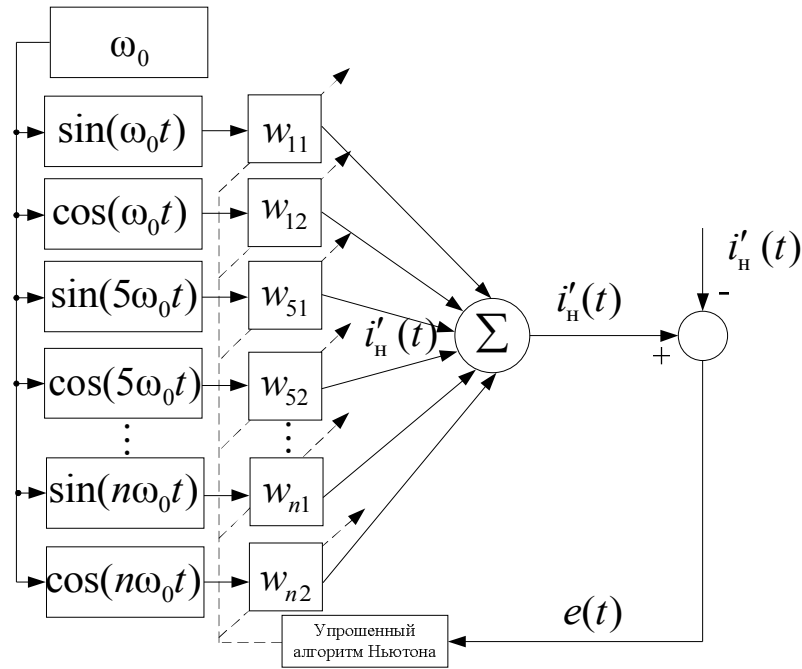 ω₀
sin(ω₀t) w₁₁
cos(ω₀t) w₁₂
sin(5ω₀t) w₅₁
cos(5ω₀t) w₅₂
⋮ ⋮
sin(nω₀t) wₙ₁
cos(nω₀t) wₙ₂
i′ₙ (t)
Σ
i′ₙ(t)
i′ₙ (t)
-
+
e(t)
Упрошенный
алгоритм Ньютона